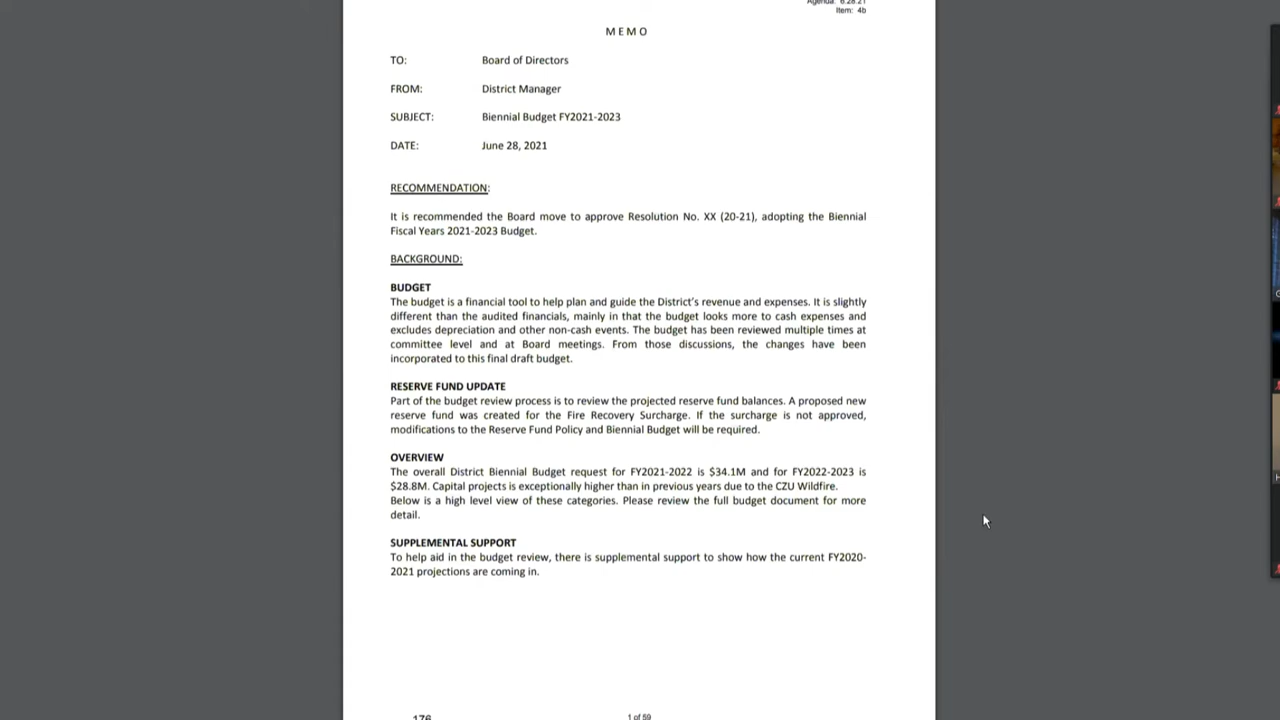 Agenda: 6.28.21
Item: 4b
MEMO
TO: Board of Directors
FROM: District Manager
SUBJECT: Biennial Budget FY2021-2023
DATE: June 28, 2021
RECOMMENDATION:
It is recommended the Board move to approve Resolution No. XX (20-21), adopting the Biennial
Fiscal Years 2021-2023 Budget.
BACKGROUND:
BUDGET
The budget is a financial tool to help plan and guide the District's revenue and expenses. It is slightly
different than the audited financials, mainly in that the budget looks more to cash expenses and
excludes depreciation and other non-cash events. The budget has been reviewed multiple times at
committee level and at Board meetings. From those discussions, the changes have been
incorporated to this final draft budget.
RESERVE FUND UPDATE
Part of the budget review process is to review the projected reserve fund balances. A proposed new
reserve fund was created for the Fire Recovery Surcharge. If the surcharge is not approved,
modifications to the Reserve Fund Policy and Biennial Budget will be required.
OVERVIEW
The overall District Biennial Budget request for FY2021-2022 is $34.1M and for FY2022-2023 is
$28.8M. Capital projects is exceptionally higher than in previous years due to the CZU Wildfire.
Below is a high level view of these categories. Please review the full budget document for more
detail.
SUPPLEMENTAL SUPPORT
To help aid in the budget review, there is supplemental support to show how the current FY2020-
2021 projections are coming in.
176 1 of 59